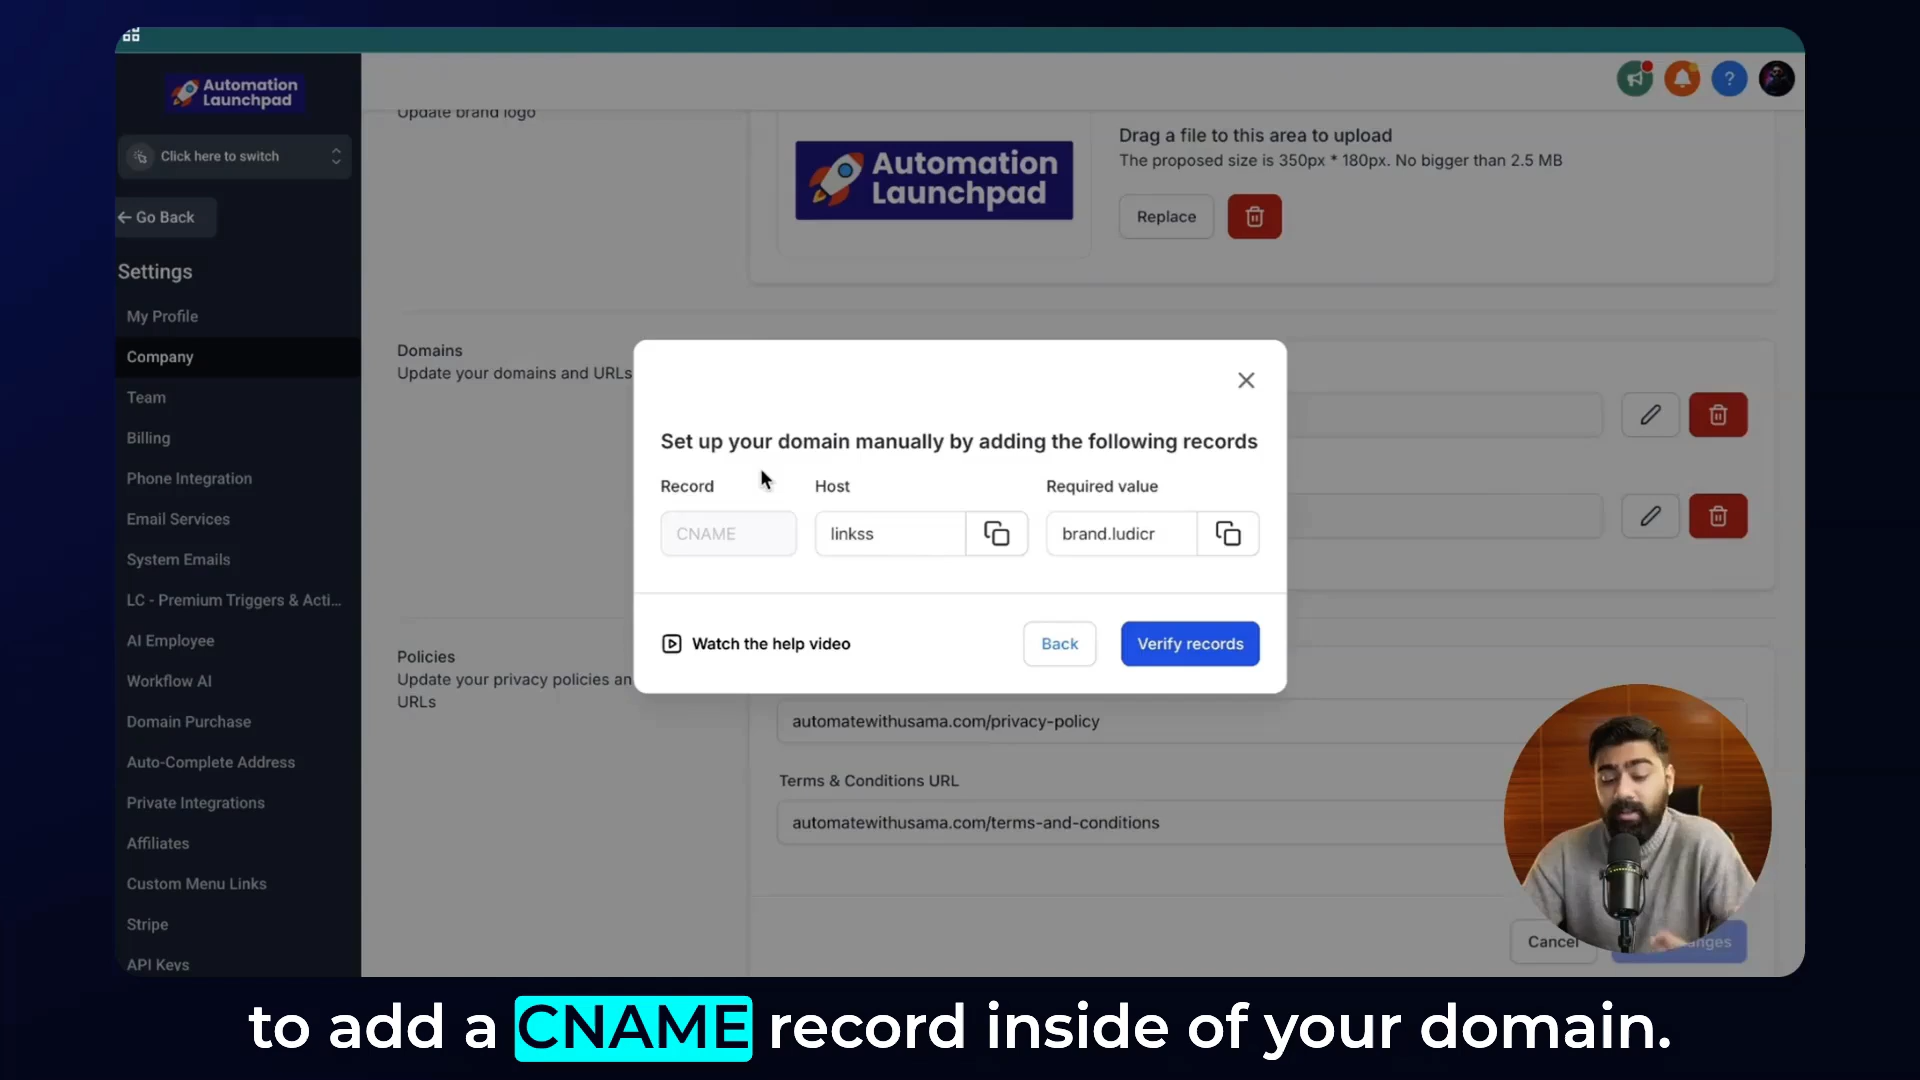 Automation
Launchpad
Click here to switch
Go Back
Settings
My Profile
Company
Team
Billing
Phone Integration
Email Services
System Emails
LC - Premium Triggers & Acti...
AI Employee
Workflow AI
Domain Purchase
Auto-Complete Address
Private Integrations
Affiliates
Custom Menu Links
Stripe
API Keys
?
Update brand logo
Automation
Launchpad
Drag a file to this area to upload
The proposed size is 350px * 180px. No bigger than 2.5 MB
Replace
Domains
Update your domains and URLs
Set up your domain manually by adding the following records
Record Host Required value
CNAME linkss brand.ludicr
Watch the help video
Back
Verify records
Policies
Update your privacy policies an
URLs
automatewithusama.com/privacy-policy
Terms & Conditions URL
automatewithusama.com/terms-and-conditions
Cancel
to add a CNAME record inside of your domain.